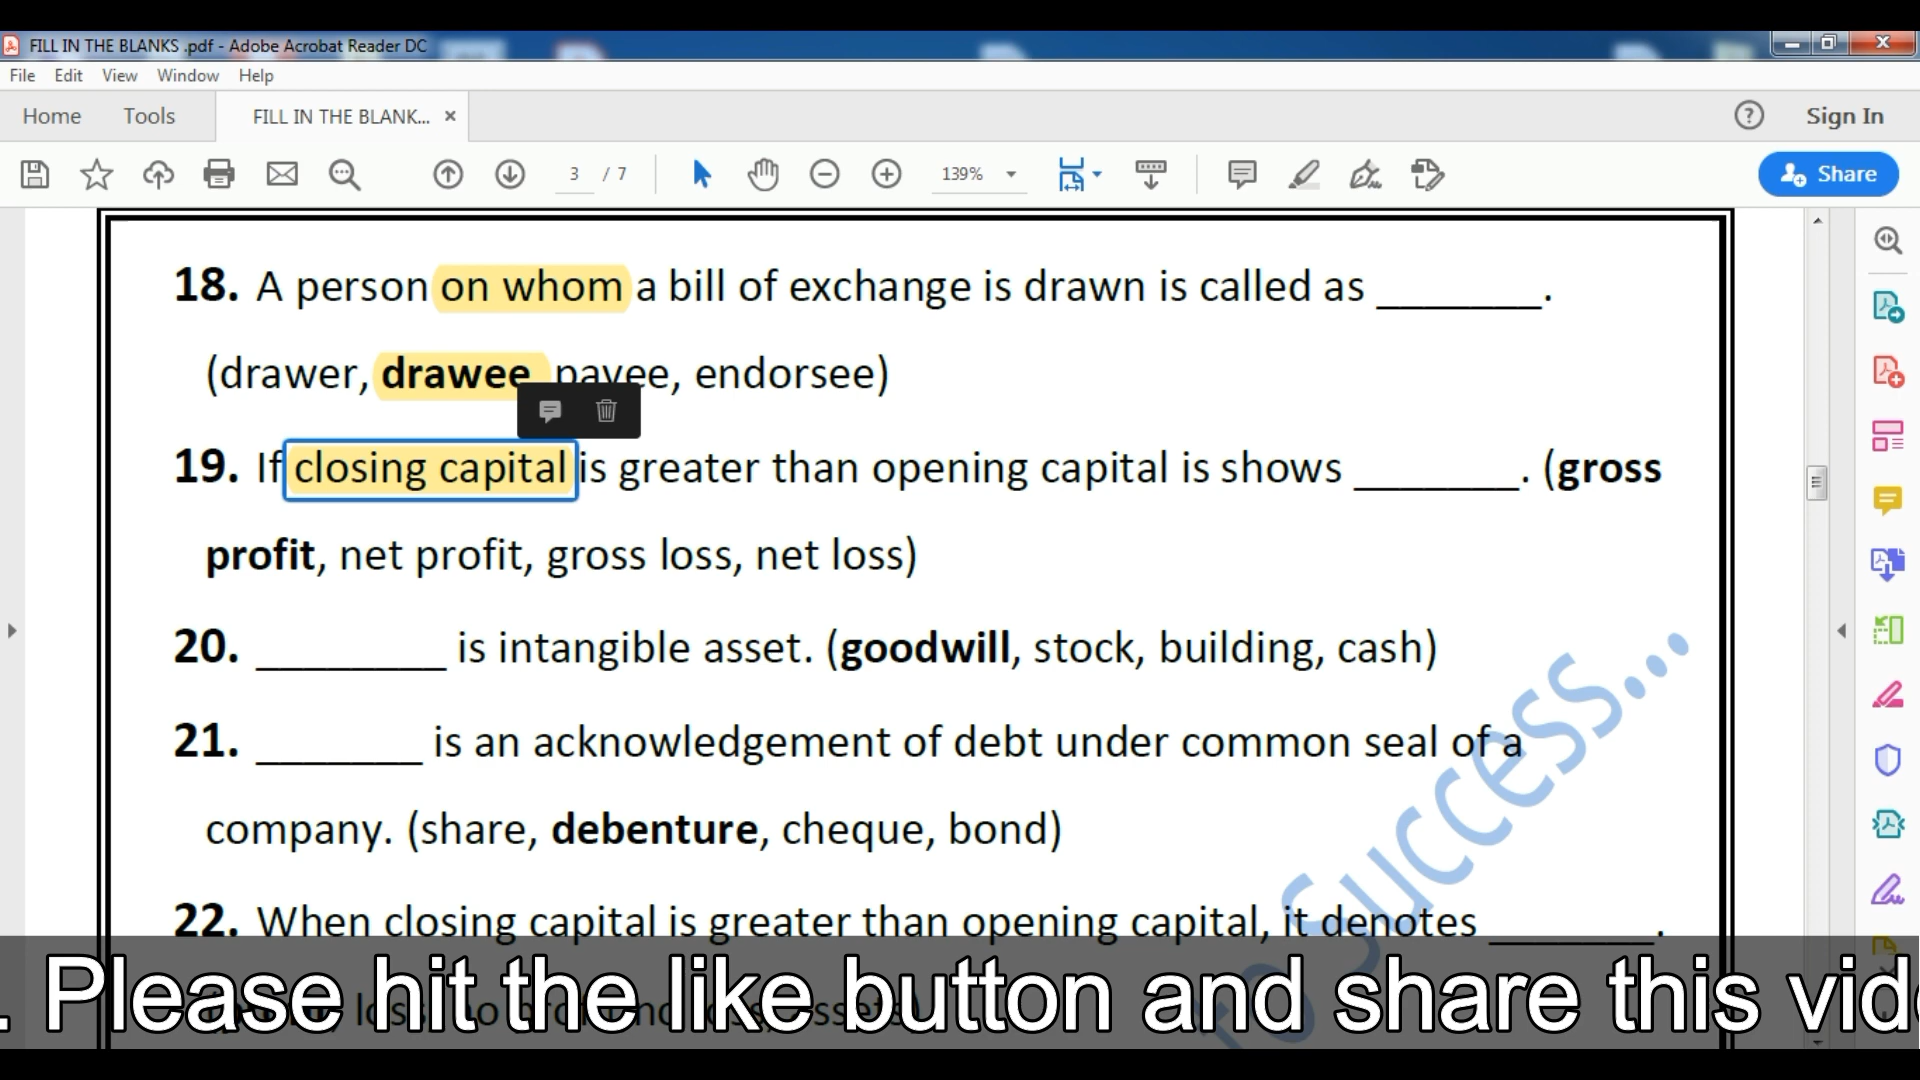 FILL IN THE BLANKS .pdf - Adobe Acrobat Reader DC
File Edit View Window Help
Home Tools FILL IN THE BLANK... × ? Sign In
3 / 7 139% Share
18. A person on whom a bill of exchange is drawn is called as _______.
(drawer, drawee payee, endorsee)
19. If closing capital is greater than opening capital is shows _______. (gross
profit, net profit, gross loss, net loss)
20. ________ is intangible asset. (goodwill, stock, building, cash)
21. _______ is an acknowledgement of debt under common seal of a
company. (share, debenture, cheque, bond)
22. When closing capital is greater than opening capital, it denotes _______.
Success...
. Please hit the like button and share this vid